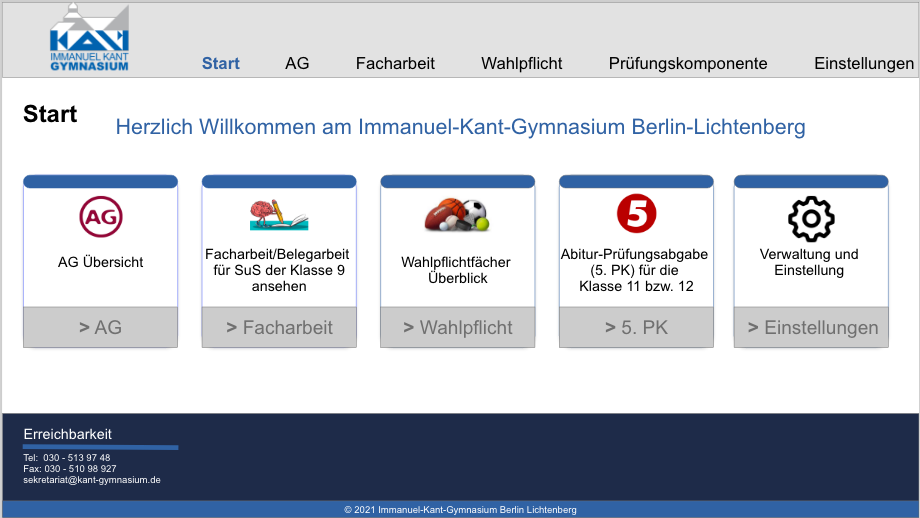 KANT
IMMANUEL KANT
GYMNASIUM
Start
AG
Facharbeit
Wahlpflicht
Prüfungskomponente
Einstellungen
Start
Herzlich Willkommen am Immanuel-Kant-Gymnasium Berlin-Lichtenberg
AG
AG Übersicht
> AG
Facharbeit/Belegarbeit
für SuS der Klasse 9
ansehen
> Facharbeit
Wahlpflichtfächer
Überblick
> Wahlpflicht
5
Abitur-Prüfungsabgabe
(5. PK) für die
Klasse 11 bzw. 12
> 5. PK
Verwaltung und
Einstellung
> Einstellungen
Erreichbarkeit
Tel: 030 - 513 97 48
Fax: 030 - 510 98 927
sekretariat@kant-gymnasium.de
© 2021 Immanuel-Kant-Gymnasium Berlin Lichtenberg